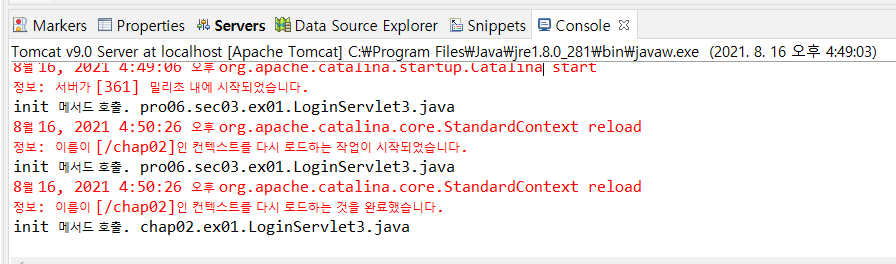 Markers Properties Servers Data Source Explorer Snippets Console
Tomcat v9.0 Server at localhost [Apache Tomcat] C:₩Program Files₩Java₩jre1.8.0_281₩bin₩javaw.exe (2021. 8. 16 오후 4:49:03)
8월 16, 2021 4:49:06 오후 org.apache.catalina.startup.Catalina start
정보: 서버가 [361] 밀리초 내에 시작되었습니다.
init 메서드 호출. pro06.sec03.ex01.LoginServlet3.java
8월 16, 2021 4:50:26 오후 org.apache.catalina.core.StandardContext reload
정보: 이름이 [/chap02]인 컨텍스트를 다시 로드하는 작업이 시작되었습니다.
init 메서드 호출. pro06.sec03.ex01.LoginServlet3.java
8월 16, 2021 4:50:26 오후 org.apache.catalina.core.StandardContext reload
정보: 이름이 [/chap02]인 컨텍스트를 다시 로드하는 것을 완료했습니다.
init 메서드 호출. chap02.ex01.LoginServlet3.java